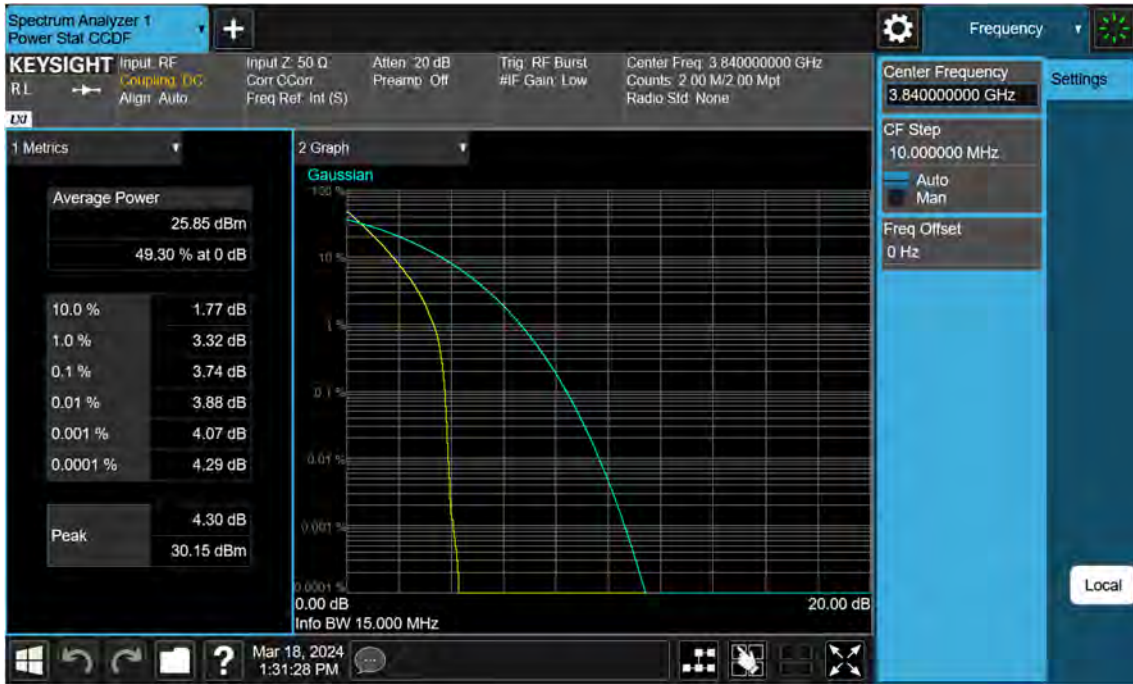 Spectrum Analyzer 1
Power Stat CCDF
+
Frequency
KEYSIGHT
Input: RF
Coupling: DC
Align: Auto
Input Z: 50 Ω
Corr CCorr
Freq Ref: Int (S)
Atten: 20 dB
Preamp: Off
Trig: RF Burst
#IF Gain: Low
Center Freq: 3.840000000 GHz
Counts: 2.00 M/2.00 Mpt
Radio Std: None
RL
LXI
Center Frequency
3.840000000 GHz
Settings
CF Step
10.000000 MHz
Auto
Man
Freq Offset
0 Hz
1 Metrics
Average Power
25.85 dBm
49.30 % at 0 dB
10.0 % 1.77 dB
1.0 % 3.32 dB
0.1 % 3.74 dB
0.01 % 3.88 dB
0.001 % 4.07 dB
0.0001 % 4.29 dB
Peak
4.30 dB
30.15 dBm
2 Graph
Gaussian
100 %
10 %
1 %
0.1 %
0.01 %
0.001 %
0.0001 %
0.00 dB
20.00 dB
Info BW 15.000 MHz
Local
?
Mar 18, 2024
1:31:28 PM